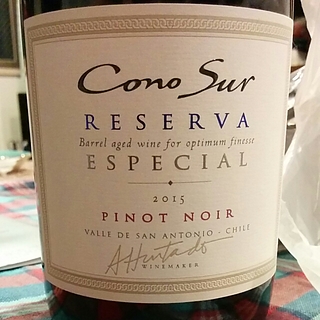 Cono Sur
RESERVA
Barrel aged wine for optimum finesse
ESPECIAL
2015
PINOT NOIR
VALLE DE SAN ANTONIO - CHILE
AHurtado
WINEMAKER